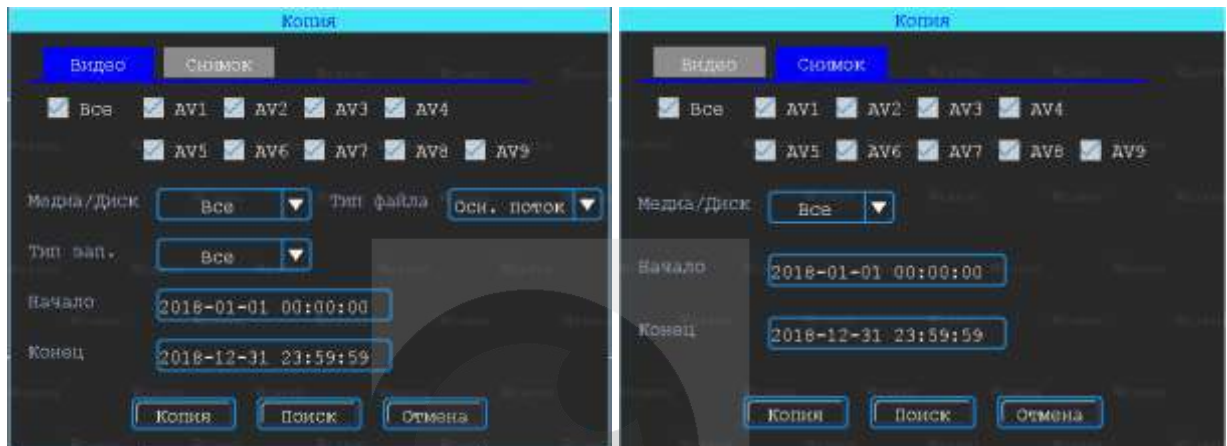 Копия
Видео Снимок
Все AV1 AV2 AV3 AV4
AV5 AV6 AV7 AV8 AV9
Медиа/Диск Все Тип файла Осн. поток
Тип зап. Все
Начало 2018-01-01 00:00:00
Конец 2018-12-31 23:59:59
Копия Поиск Отмена
Копия
Видео Снимок
Все AV1 AV2 AV3 AV4
AV5 AV6 AV7 AV8 AV9
Медиа/Диск Все
Начало 2018-01-01 00:00:00
Конец 2018-12-31 23:59:59
Копия Поиск Отмена